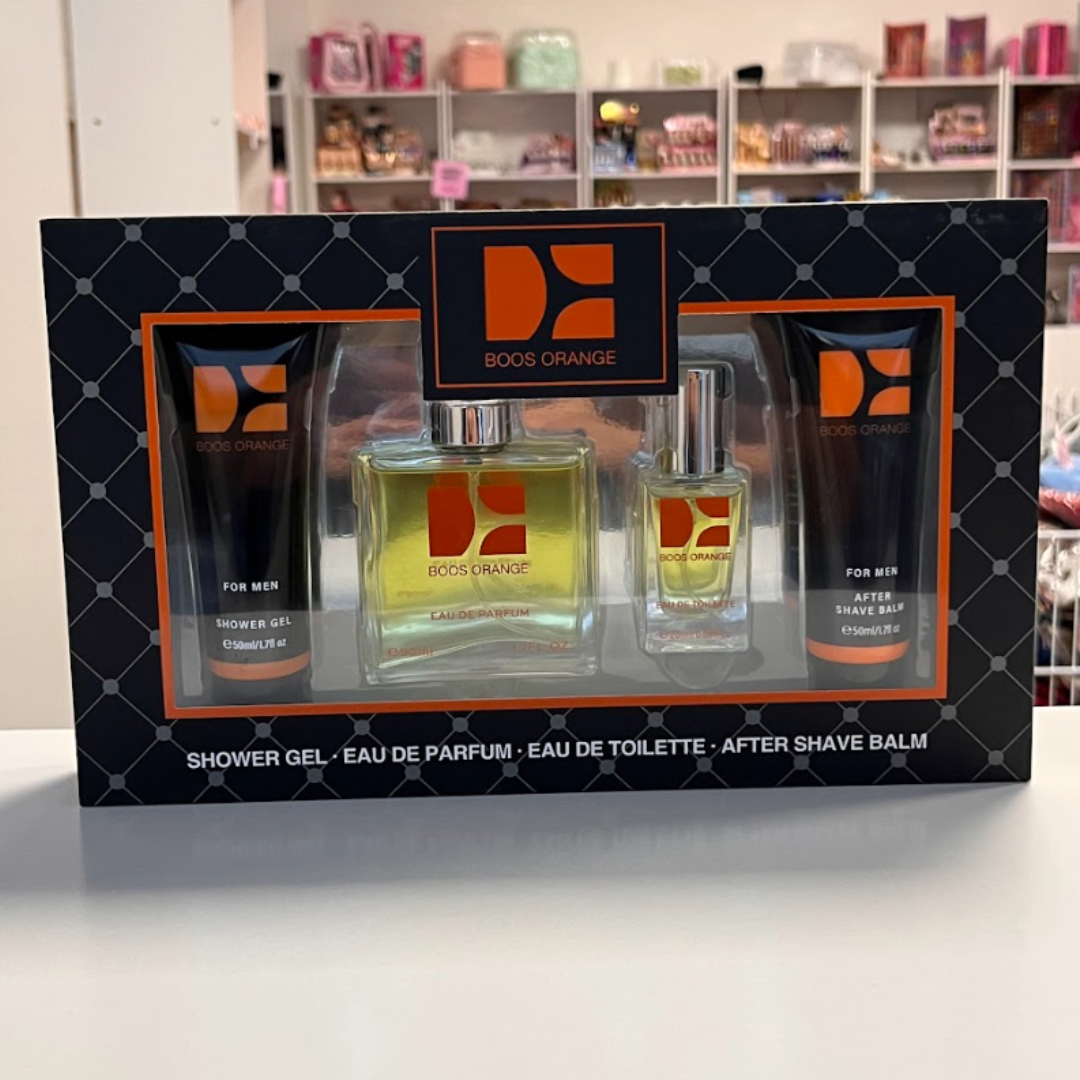 BOOS ORANGE
BOOS ORANGE
FOR MEN
SHOWER GEL
℮50ml/1.7fl oz
BOOS ORANGE
EAU DE PARFUM
BOOS ORANGE
EAU DE TOILETTE
BOOS ORANGE
FOR MEN
AFTER
SHAVE BALM
℮50ml/1.7fl oz
SHOWER GEL · EAU DE PARFUM · EAU DE TOILETTE · AFTER SHAVE BALM